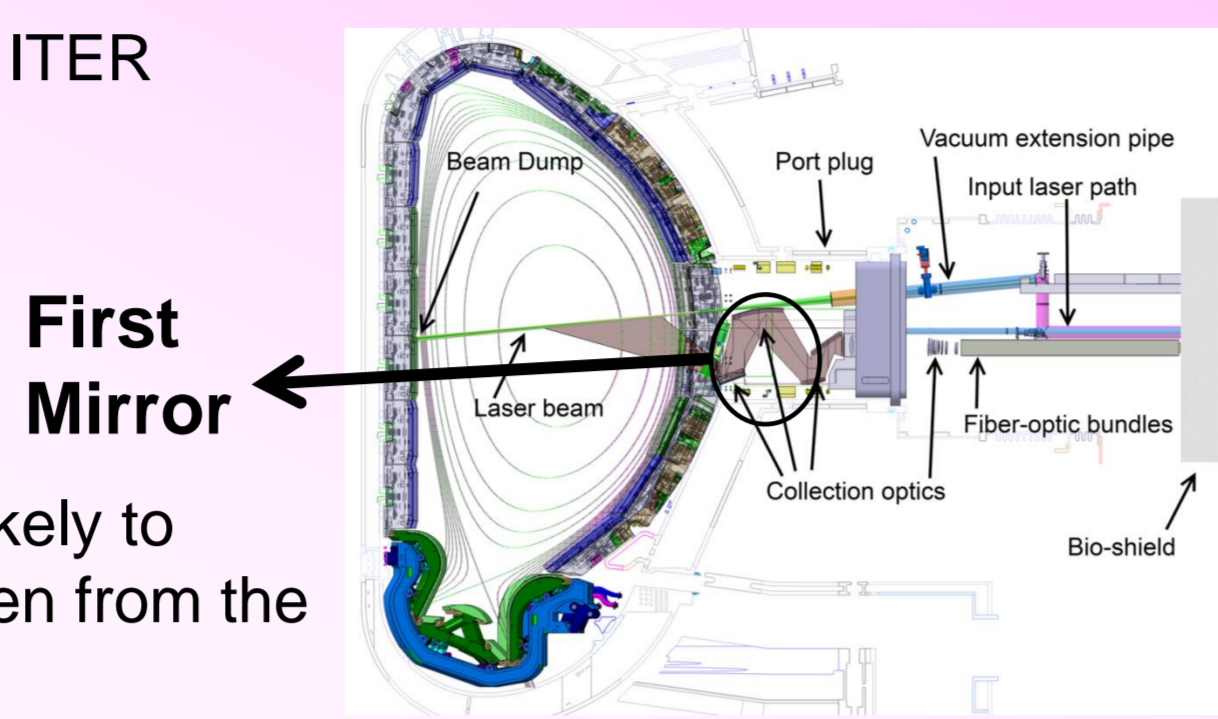 ITER
First
Mirror
kely to
en from the
Beam Dump
Port plug
Vacuum extension pipe
Input laser path
Laser beam
Fiber-optic bundles
Collection optics
Bio-shield